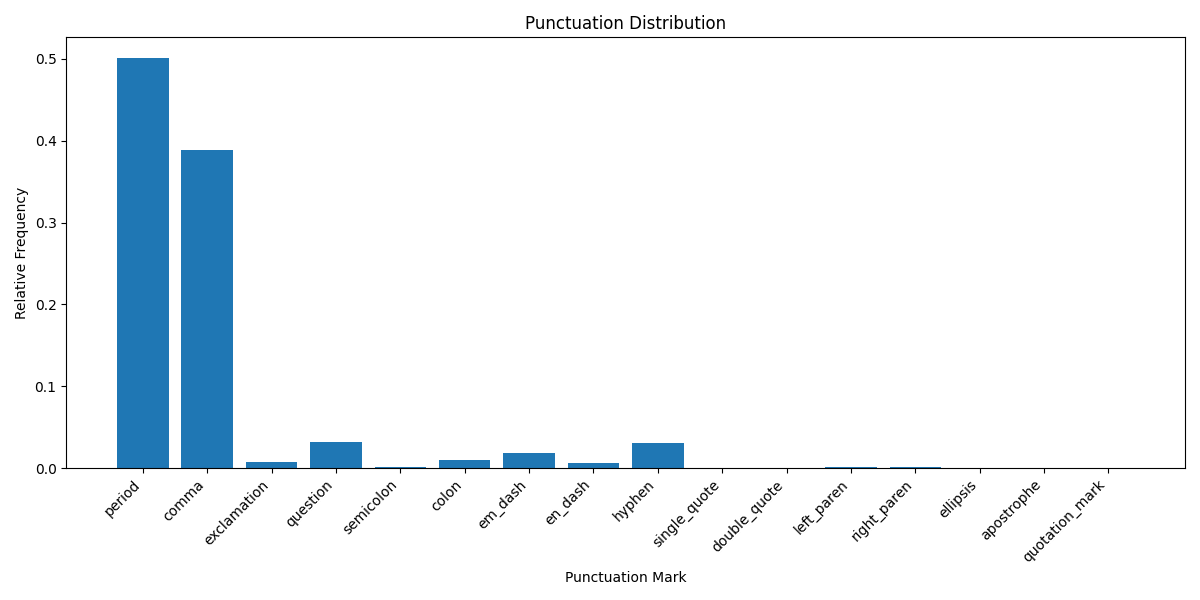 Punctuation Distribution
Relative Frequency
0.5
0.4
0.3
0.2
0.1
0.0
period
comma
exclamation
question
semicolon
colon
em_dash
en_dash
hyphen
single_quote
double_quote
left_paren
right_paren
ellipsis
apostrophe
quotation_mark
Punctuation Mark